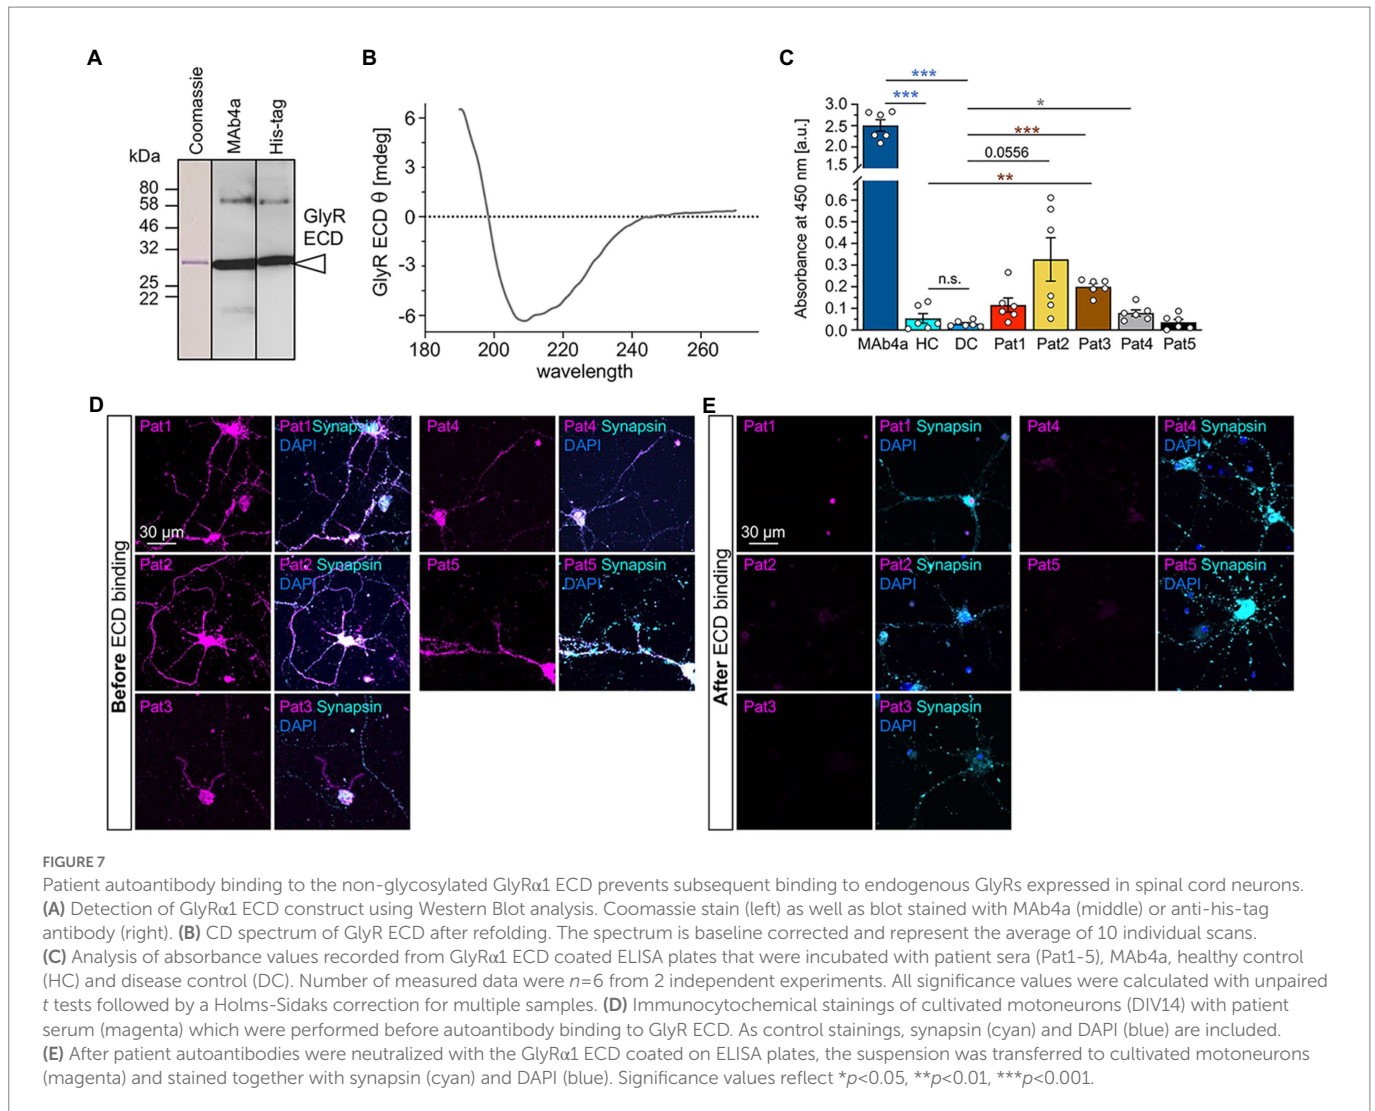 A
Coomassie
MAb4a
His-tag
kDa
80
58
46
32
25
22
GlyR
ECD
B
GlyR ECD θ [mdeg]
6
3
0
-3
-6
180
200
220
240
260
wavelength
C
Absorbance at 450 nm [a.u.]
3.0
2.5
2.0
1.5
0.6
0.5
0.4
0.3
0.2
0.1
0.0
***
***
*
***
0.0556
**
n.s.
MAb4a HC DC Pat1 Pat2 Pat3 Pat4 Pat5
D
Before ECD binding
Pat1
30 µm
Pat1Synapsin
DAPI
Pat4
Pat4 Synapsin
DAPI
Pat2
Pat2 Synapsin
DAPI
Pat5
Pat5 Synapsin
DAPI
Pat3
Pat3 Synapsin
DAPI
E
After ECD binding
Pat1
30 µm
Pat1 Synapsin
DAPI
Pat4
Pat4 Synapsin
DAPI
Pat2
Pat2 Synapsin
DAPI
Pat5
Pat5 Synapsin
DAPI
Pat3
Pat3 Synapsin
DAPI
FIGURE 7
Patient autoantibody binding to the non-glycosylated GlyRα1 ECD prevents subsequent binding to endogenous GlyRs expressed in spinal cord neurons.
(A) Detection of GlyRα1 ECD construct using Western Blot analysis. Coomassie stain (left) as well as blot stained with MAb4a (middle) or anti-his-tag
antibody (right). (B) CD spectrum of GlyR ECD after refolding. The spectrum is baseline corrected and represent the average of 10 individual scans.
(C) Analysis of absorbance values recorded from GlyRα1 ECD coated ELISA plates that were incubated with patient sera (Pat1-5), MAb4a, healthy control
(HC) and disease control (DC). Number of measured data were n=6 from 2 independent experiments. All significance values were calculated with unpaired
t tests followed by a Holms-Sidaks correction for multiple samples. (D) Immunocytochemical stainings of cultivated motoneurons (DIV14) with patient
serum (magenta) which were performed before autoantibody binding to GlyR ECD. As control stainings, synapsin (cyan) and DAPI (blue) are included.
(E) After patient autoantibodies were neutralized with the GlyRα1 ECD coated on ELISA plates, the suspension was transferred to cultivated motoneurons
(magenta) and stained together with synapsin (cyan) and DAPI (blue). Significance values reflect *p<0.05, **p<0.01, ***p<0.001.